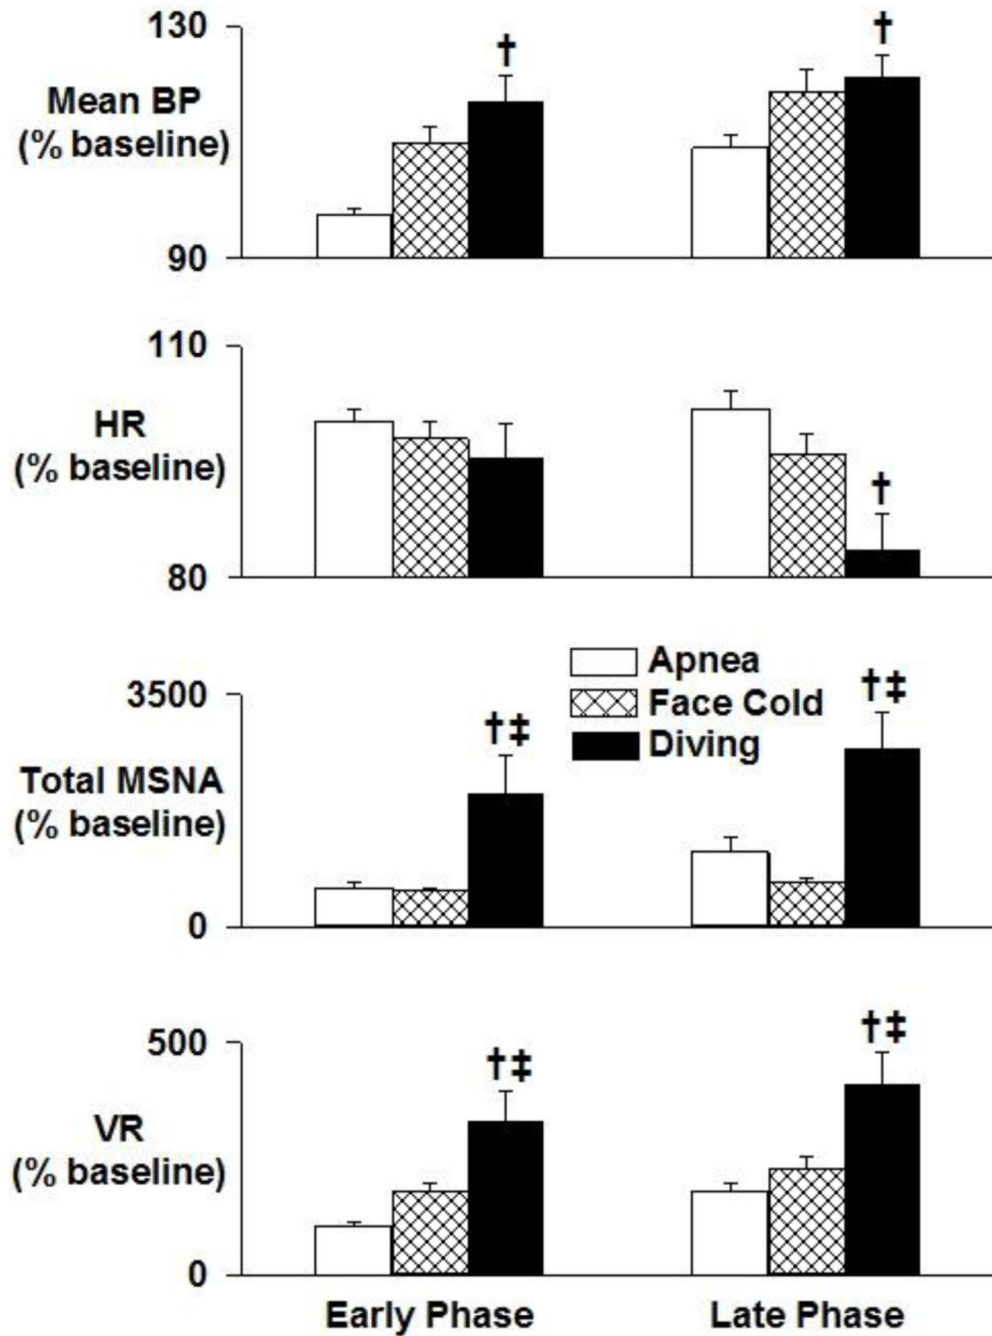 130
†
†
Mean BP
(% baseline)
90
110
HR
(% baseline)
†
80
Apnea
Face Cold
Diving
3500
†‡
†‡
Total MSNA
(% baseline)
0
500
†‡
†‡
VR
(% baseline)
0
Early Phase
Late Phase